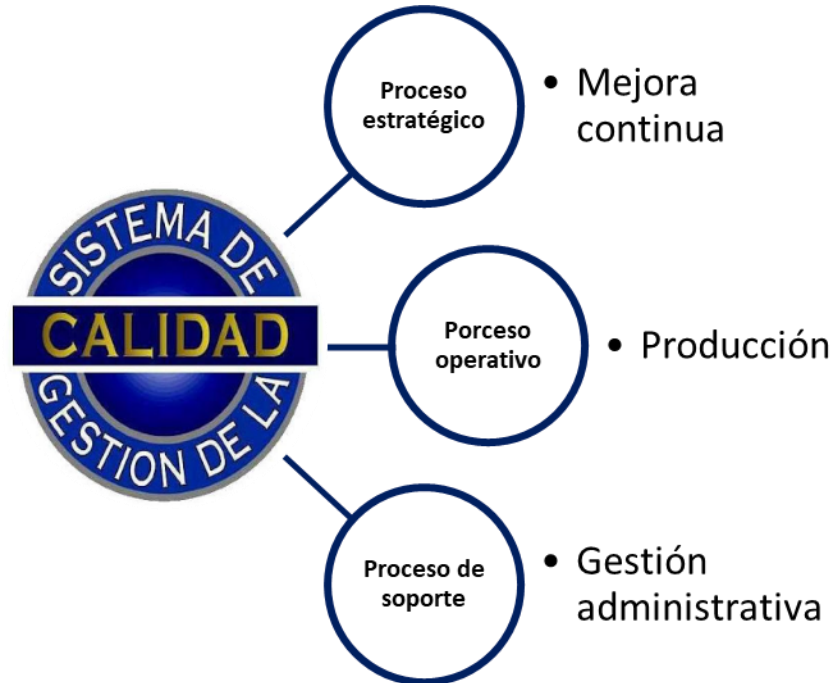 SISTEMA DE
CALIDAD
GESTION DE LA
Proceso
estratégico
• Mejora
continua
Porceso
operativo
• Producción
Proceso de
soporte
• Gestión
administrativa